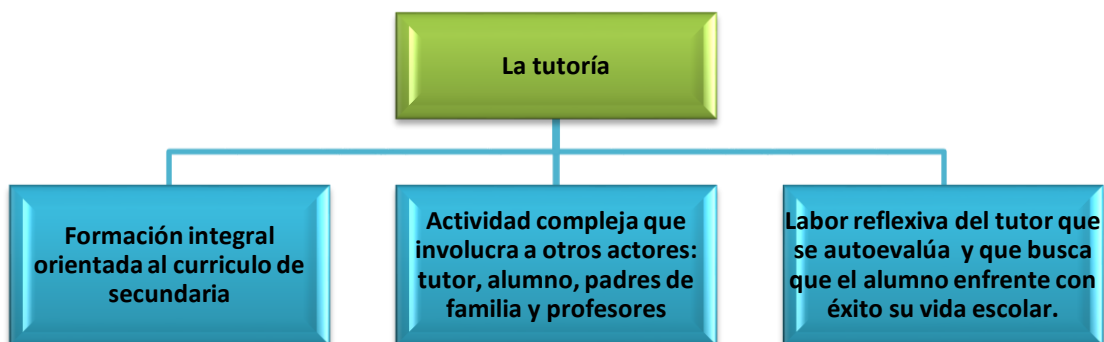 La tutoría
Formación integral
orientada al curriculo de
secundaria
Actividad compleja que
involucra a otros actores:
tutor, alumno, padres de
familia y profesores
Labor reflexiva del tutor que
se autoevalúa y que busca
que el alumno enfrente con
éxito su vida escolar.